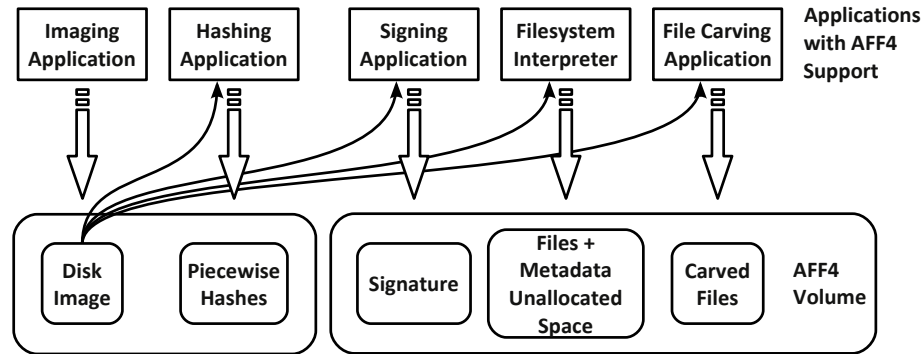 Imaging
Application
Hashing
Application
Signing
Application
Filesystem
Interpreter
File Carving
Application
Applications
with AFF4
Support
Disk
Image
Piecewise
Hashes
Signature
Files +
Metadata
Unallocated
Space
Carved
Files
AFF4
Volume